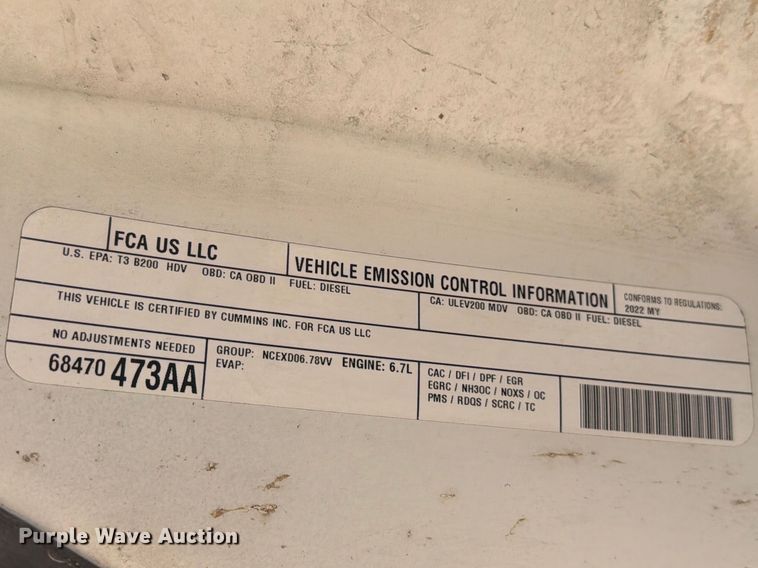 FCA US LLC
VEHICLE EMISSION CONTROL INFORMATION
CONFORMS TO REGULATIONS:
2022 MY
U.S. EPA: T3 B200 HDV OBD: CA OBD II FUEL: DIESEL
CA: ULEV200 MDV OBD: CA OBD II FUEL: DIESEL
THIS VEHICLE IS CERTIFIED BY CUMMINS INC. FOR FCA US LLC
NO ADJUSTMENTS NEEDED
68470 473AA
GROUP: NCEXD06.78VV ENGINE: 6.7L
EVAP:
CAC / DFI / DPF / EGR
EGRC / NH3OC / NOXS / OC
PMS / RDQS / SCRC / TC
Purple Wave Auction